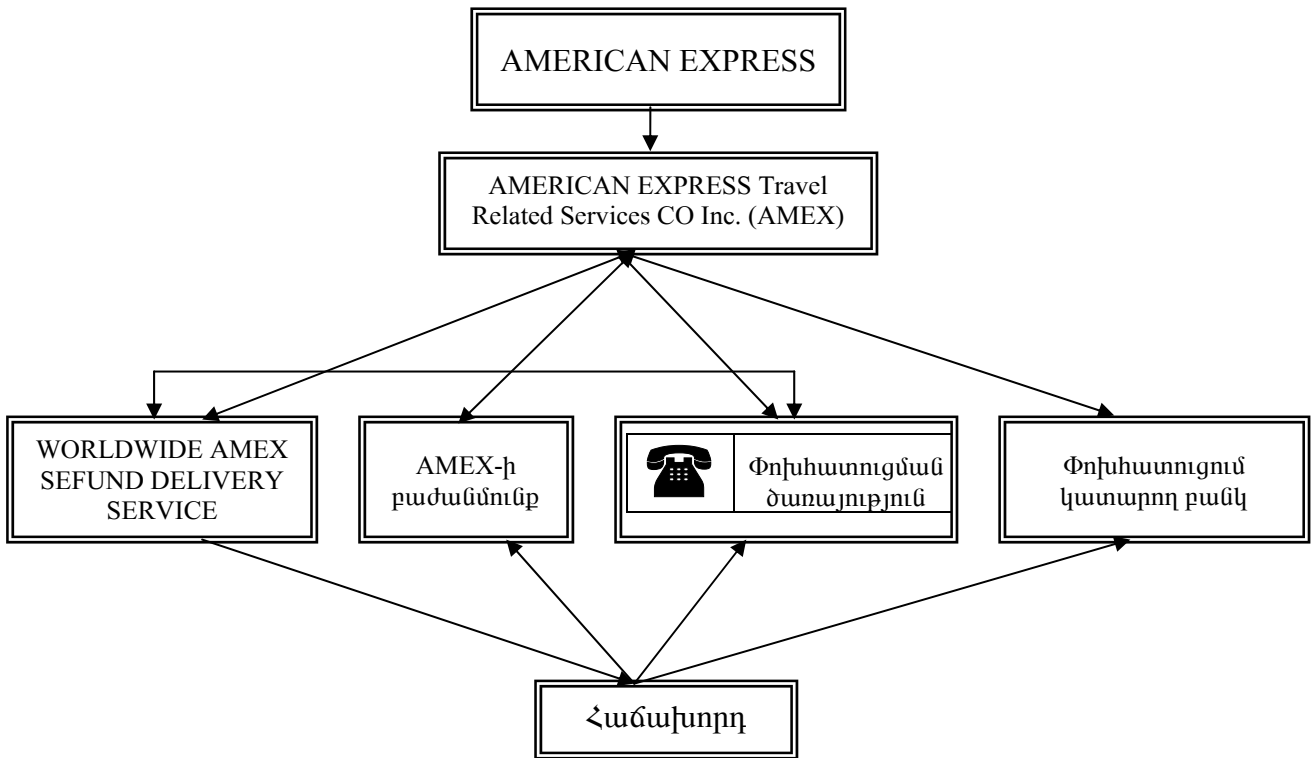 AMERICAN EXPRESS
AMERICAN EXPRESS Travel
Related Services CO Inc. (AMEX)
WORLDWIDE AMEX
SEFUND DELIVERY
SERVICE
AMEX-ի
բաժանմունք
Փոխհատուցման
ծառայություն
Փոխհատուցում
կատարող բանկ
Հաճախորդ